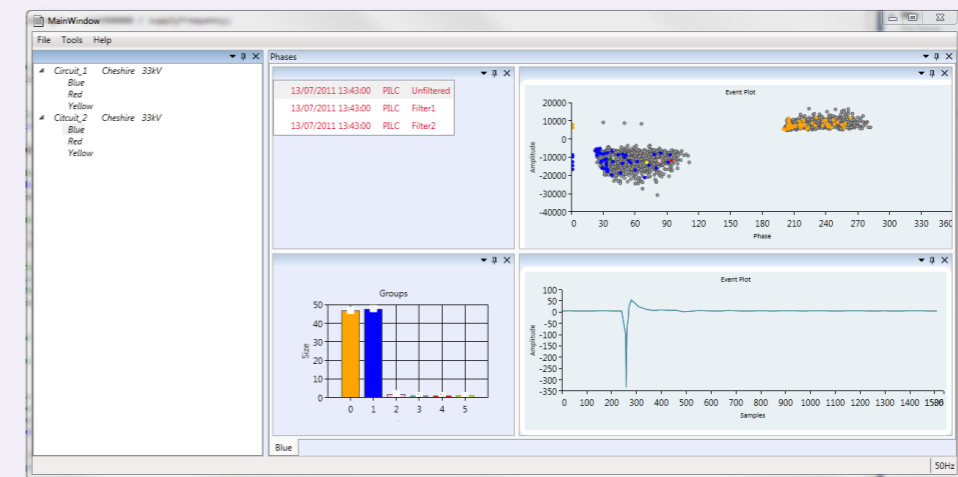 MainWindow
File Tools Help
Circuit_1 Cheshire 33kV
Blue
Red
Yellow
Citcuit_2 Cheshire 33kV
Blue
Red
Yellow
Phases
13/07/2011 13:43:00 PILC Unfiltered
13/07/2011 13:43:00 PILC Filter1
13/07/2011 13:43:00 PILC Filter2
Event Plot
20000
10000
0
-10000
-20000
-30000
-40000
Amplitude
0 30 60 90 120 150 180 210 240 270 300 330 360
Phase
Groups
50
40
30
20
10
0
Size
0 1 2 3 4 5
Event Plot
100
50
0
-50
-100
-150
-200
-250
-300
-350
Amplitude
0 100 200 300 400 500 600 700 800 900 1000 1100 1200 1300 1400
Samples
Blue
50Hz